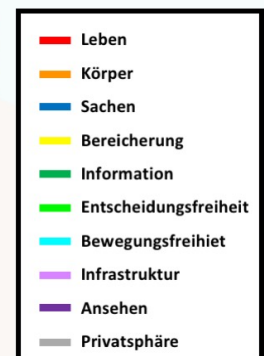 Leben
Körper
Sachen
Bereicherung
Information
Entscheidungsfreiheit
Bewegungsfreihiet
Infrastruktur
Ansehen
Privatsphäre